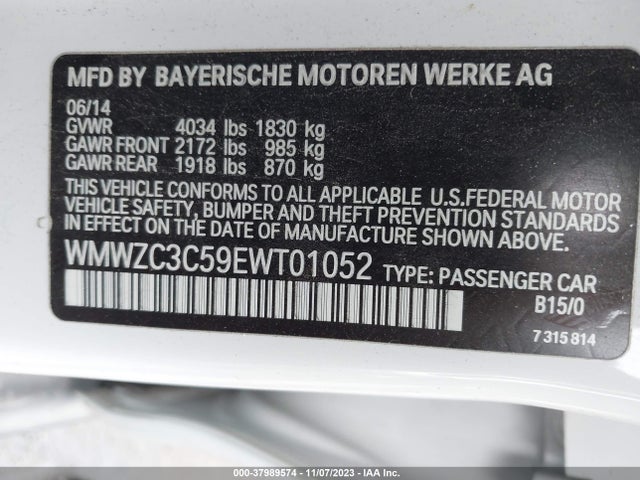 MFD BY BAYERISCHE MOTOREN WERKE AG
06/14
GVWR 4034 lbs 1830 kg
GAWR FRONT 2172 lbs 985 kg
GAWR REAR 1918 lbs 870 kg
THIS VEHICLE CONFORMS TO ALL APPLICABLE U.S.FEDERAL MOTOR
VEHICLE SAFETY, BUMPER AND THEFT PREVENTION STANDARDS
IN EFFECT ON THE DATE OF MANUFACTURE SHOWN ABOVE.
WMWZC3C59EWT01052 TYPE: PASSENGER CAR
B15/0
7315814
000-37989574 - 11/07/2023 - IAA Inc.